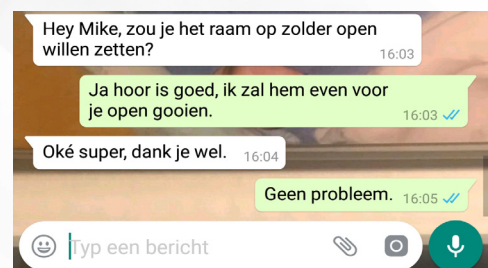 Hey Mike, zou je het raam op zolder open
willen zetten?
16:03
Ja hoor is goed, ik zal hem even voor
je open gooien.
16:03
Oké super, dank je wel.
16:04
Geen probleem.
16:05
Typ een bericht